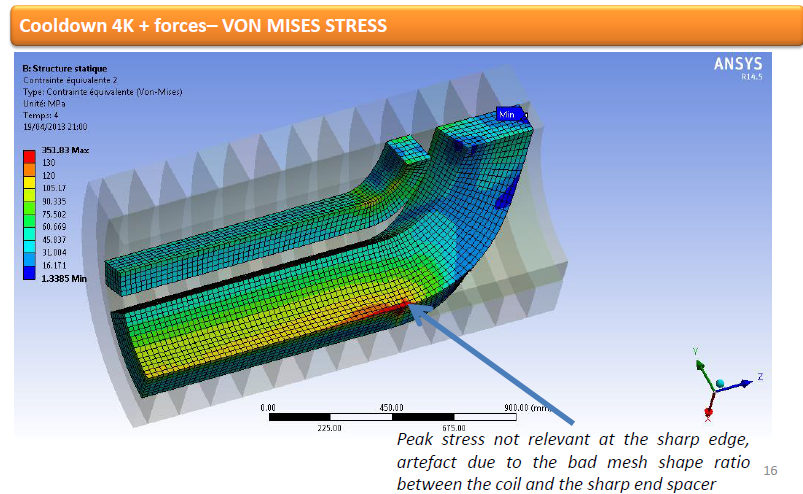 Cooldown 4K + forces– VON MISES STRESS
B: Structure statique
Contrainte équivalente 2
Type: Contrainte équivalente (Von-Mises)
Unité: MPa
Temps: 4
19/04/2013 21:00
ANSYS
R14.5
351.83 Max
130
120
105.17
90.335
75.502
60.669
45.837
31.004
16.171
1.3385 Min
Min
0.00
450.00
900.00 (mm)
225.00
675.00
Y
Z
X
Peak stress not relevant at the sharp edge,
artefact due to the bad mesh shape ratio
between the coil and the sharp end spacer
16